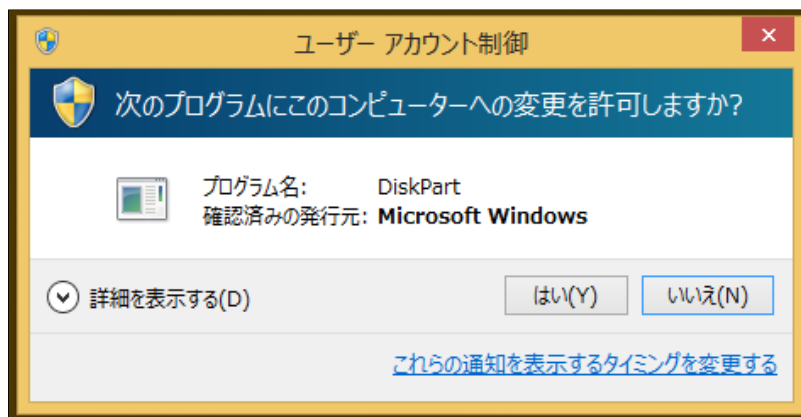 ユーザー アカウント制御
次のプログラムにこのコンピューターへの変更を許可しますか?
プログラム名: DiskPart
確認済みの発行元: Microsoft Windows
詳細を表示する(D)
はい(Y)
いいえ(N)
これらの通知を表示するタイミングを変更する